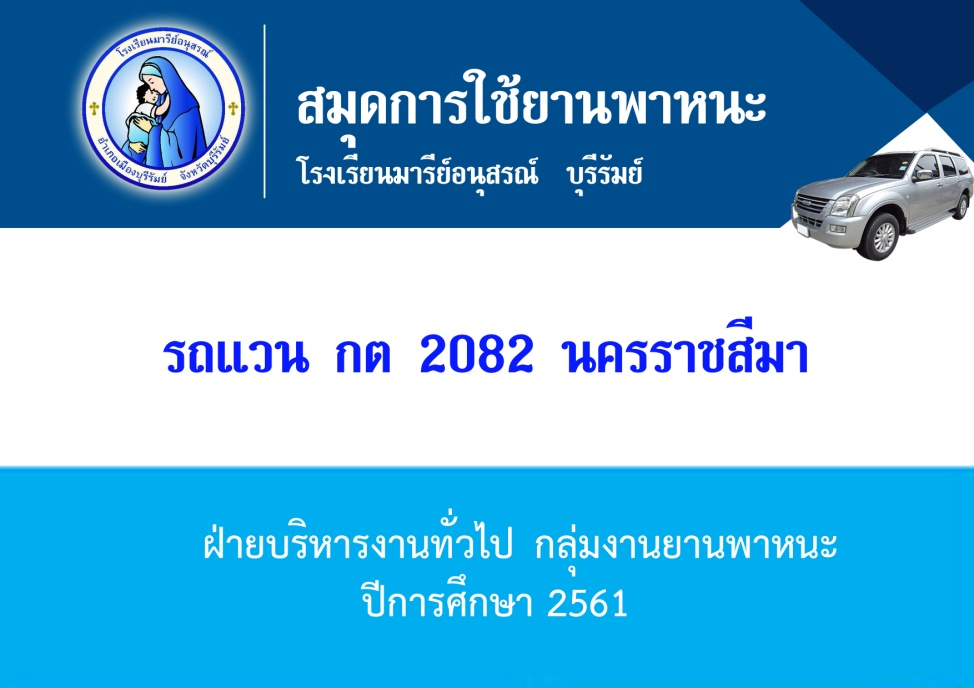 โรงเรียนมารีย์อนุสรณ์
อำเภอเมืองบุรีรัมย์ จังหวัดบุรีรัมย์
สมุดการใช้ยานพาหนะ
โรงเรียนมารีย์อนุสรณ์ บุรีรัมย์
รถแวน กต 2082 นครราชสีมา
ฝ่ายบริหารงานทั่วไป กลุ่มงานยานพาหนะ
ปีการศึกษา 2561